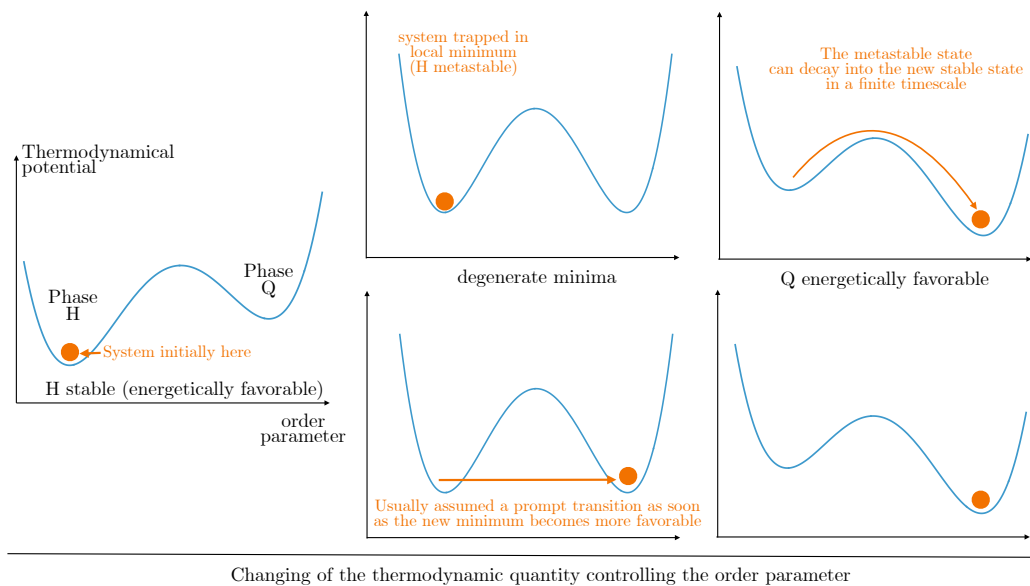 Thermodynamical
potential
Phase
H
Phase
Q
System initially here
H stable (energetically favorable)
order
parameter
system trapped in
local minimum
(H metastable)
degenerate minima
The metastable state
can decay into the new stable state
in a finite timescale
Q energetically favorable
Usually assumed a prompt transition as soon
as the new minimum becomes more favorable
Changing of the thermodynamic quantity controlling the order parameter